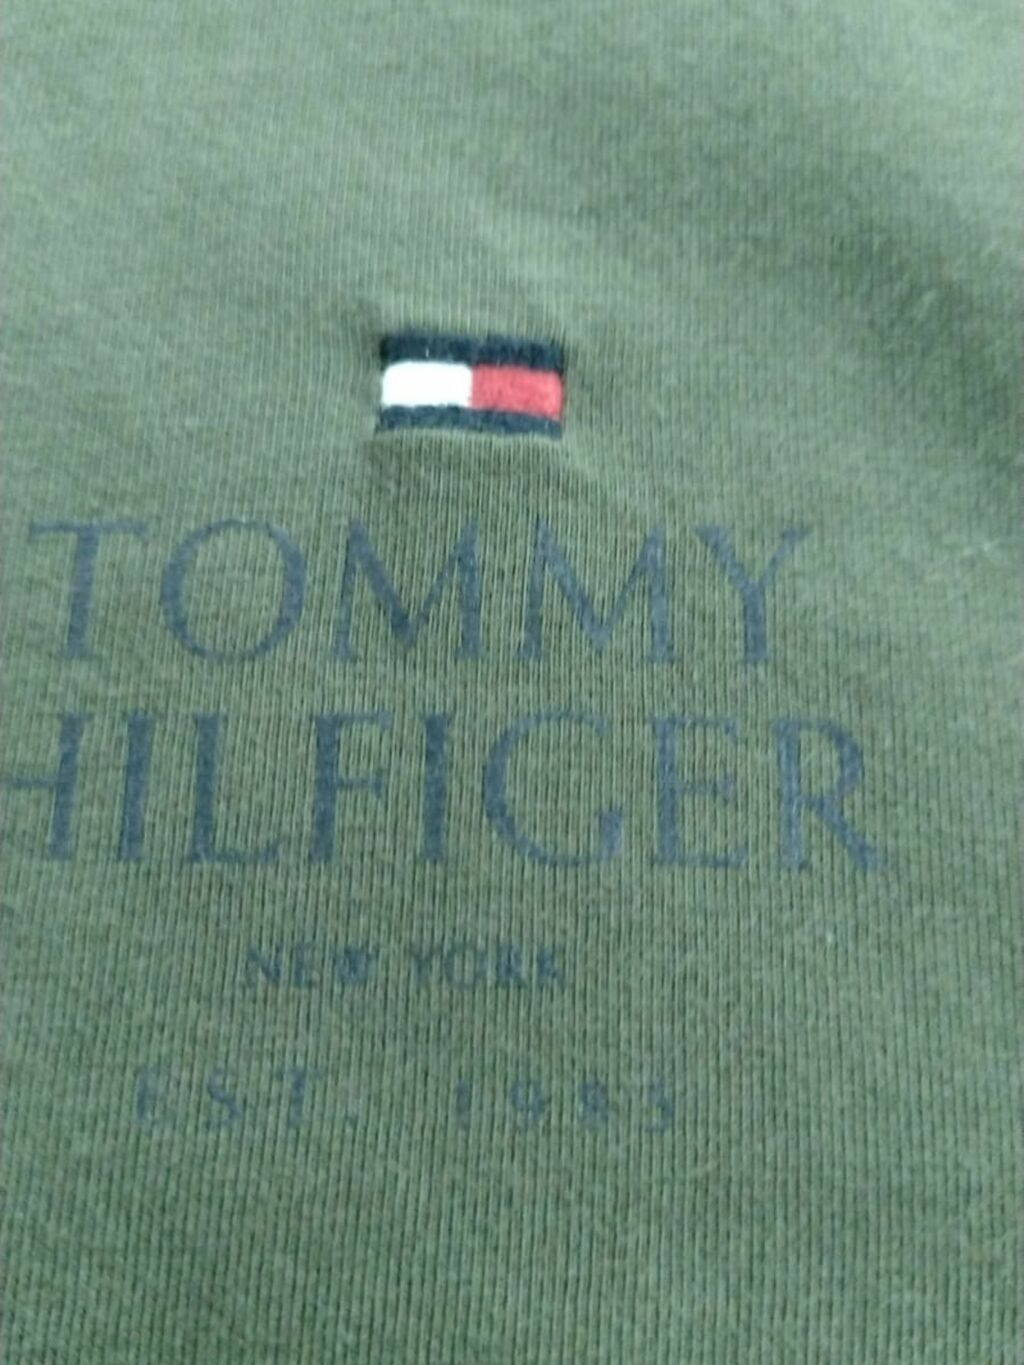 TOMMY
HILFIGER
NEW YORK
EST. 1985